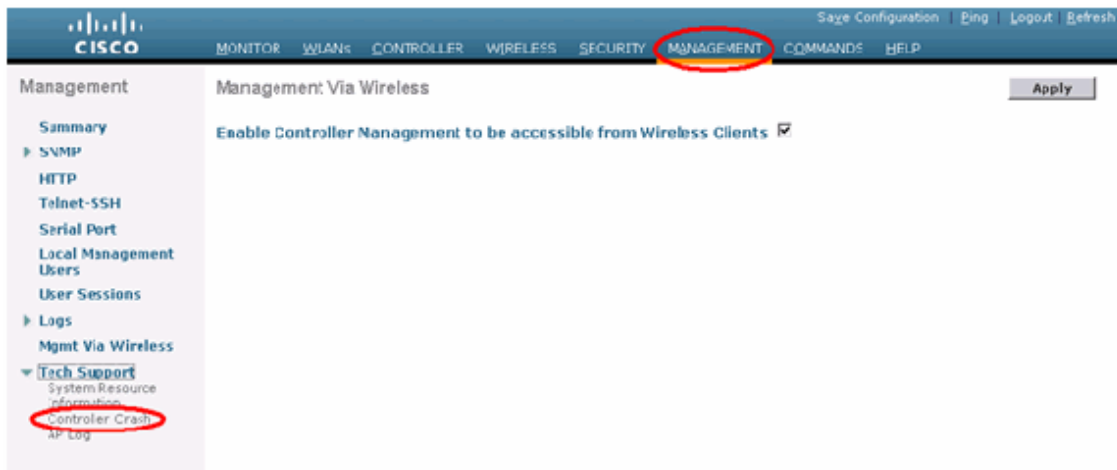 Save Configuration | Ping | Logout | Refresh
CISCO
MONITOR WLANs CONTROLLER WIRELESS SECURITY MANAGEMENT COMMANDS HELP
Management
Management Via Wireless
Apply
Enable Controller Management to be accessible from Wireless Clients
Summary
SNMP
HTTP
Telnet-SSH
Serial Port
Local Management
Users
User Sessions
Logs
Mgmt Via Wireless
Tech Support
System Resource
Information
Controller Crash
AP Log